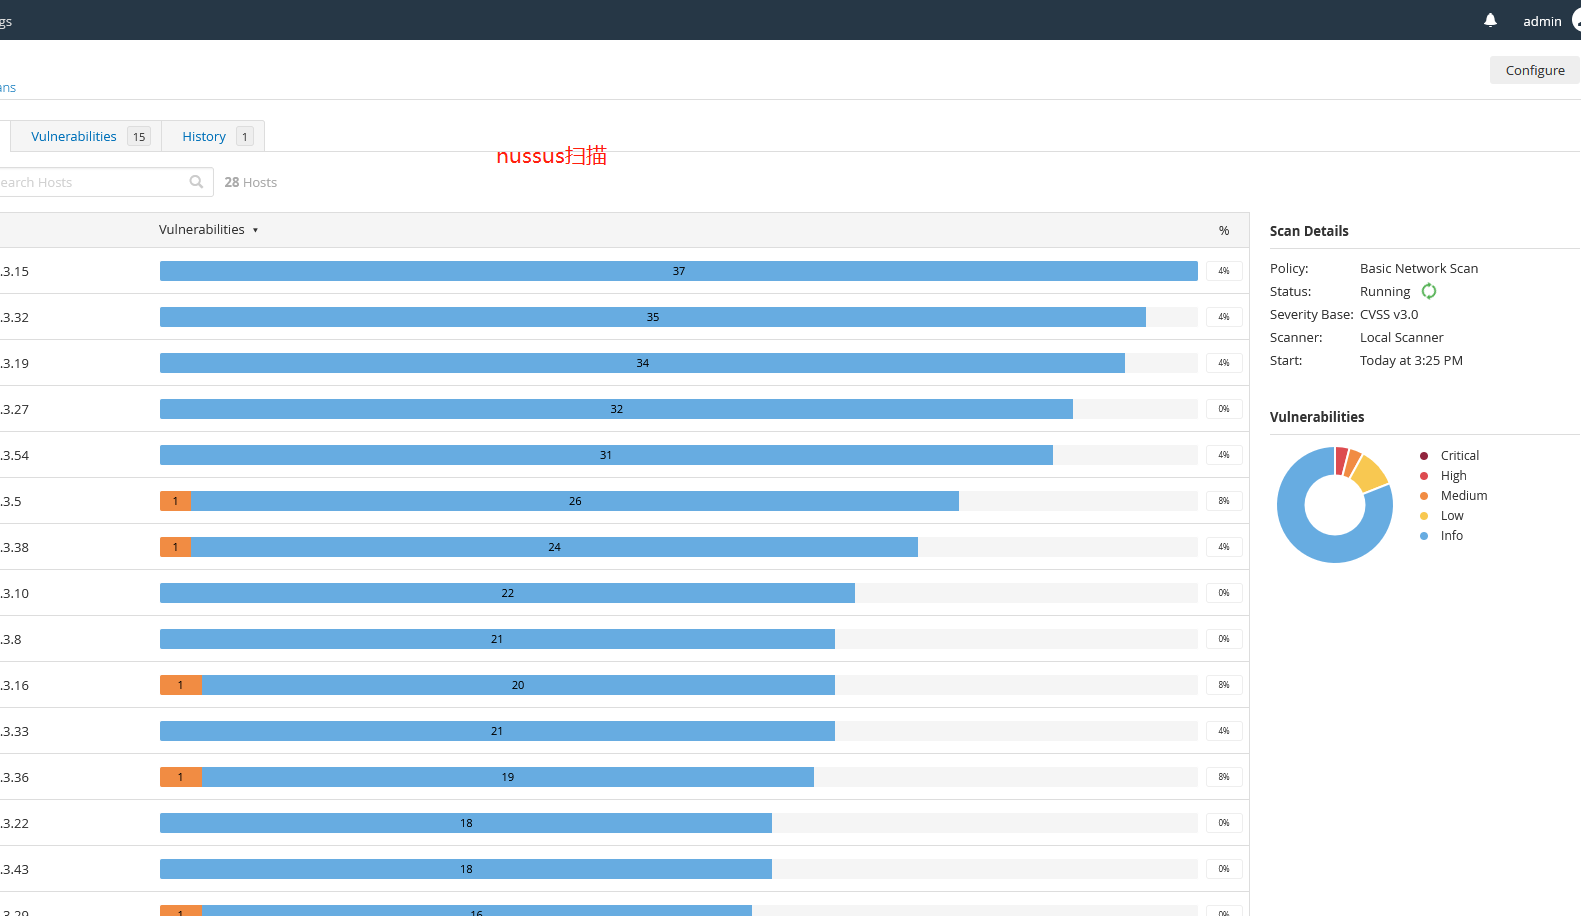 gs
admin
Configure
ans
Vulnerabilities 15 History 1
nussus扫描
earch Hosts 28 Hosts
Vulnerabilities %
.3.15 37 4%
.3.32 35 4%
.3.19 34 4%
.3.27 32 0%
.3.54 31 4%
.3.5 1 26 8%
.3.38 1 24 4%
.3.10 22 0%
.3.8 21 0%
.3.16 1 20 8%
.3.33 21 4%
.3.36 1 19 8%
.3.22 18 0%
.3.43 18 0%
.3.29 1 16 0%
Scan Details
Policy: Basic Network Scan
Status: Running
Severity Base: CVSS v3.0
Scanner: Local Scanner
Start: Today at 3:25 PM
Vulnerabilities
Critical
High
Medium
Low
Info